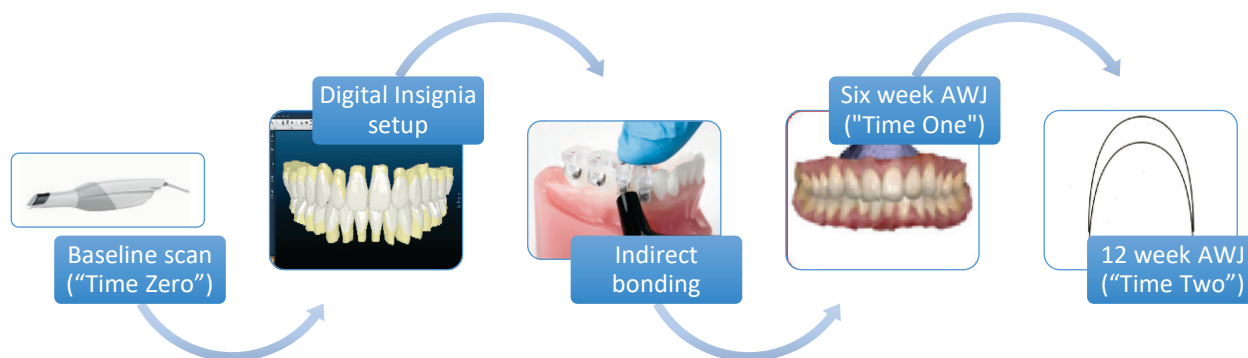 Baseline scan
(“Time Zero”)
Digital Insignia
setup
Indirect
bonding
Six week AWJ
("Time One")
12 week AWJ
(“Time Two”)